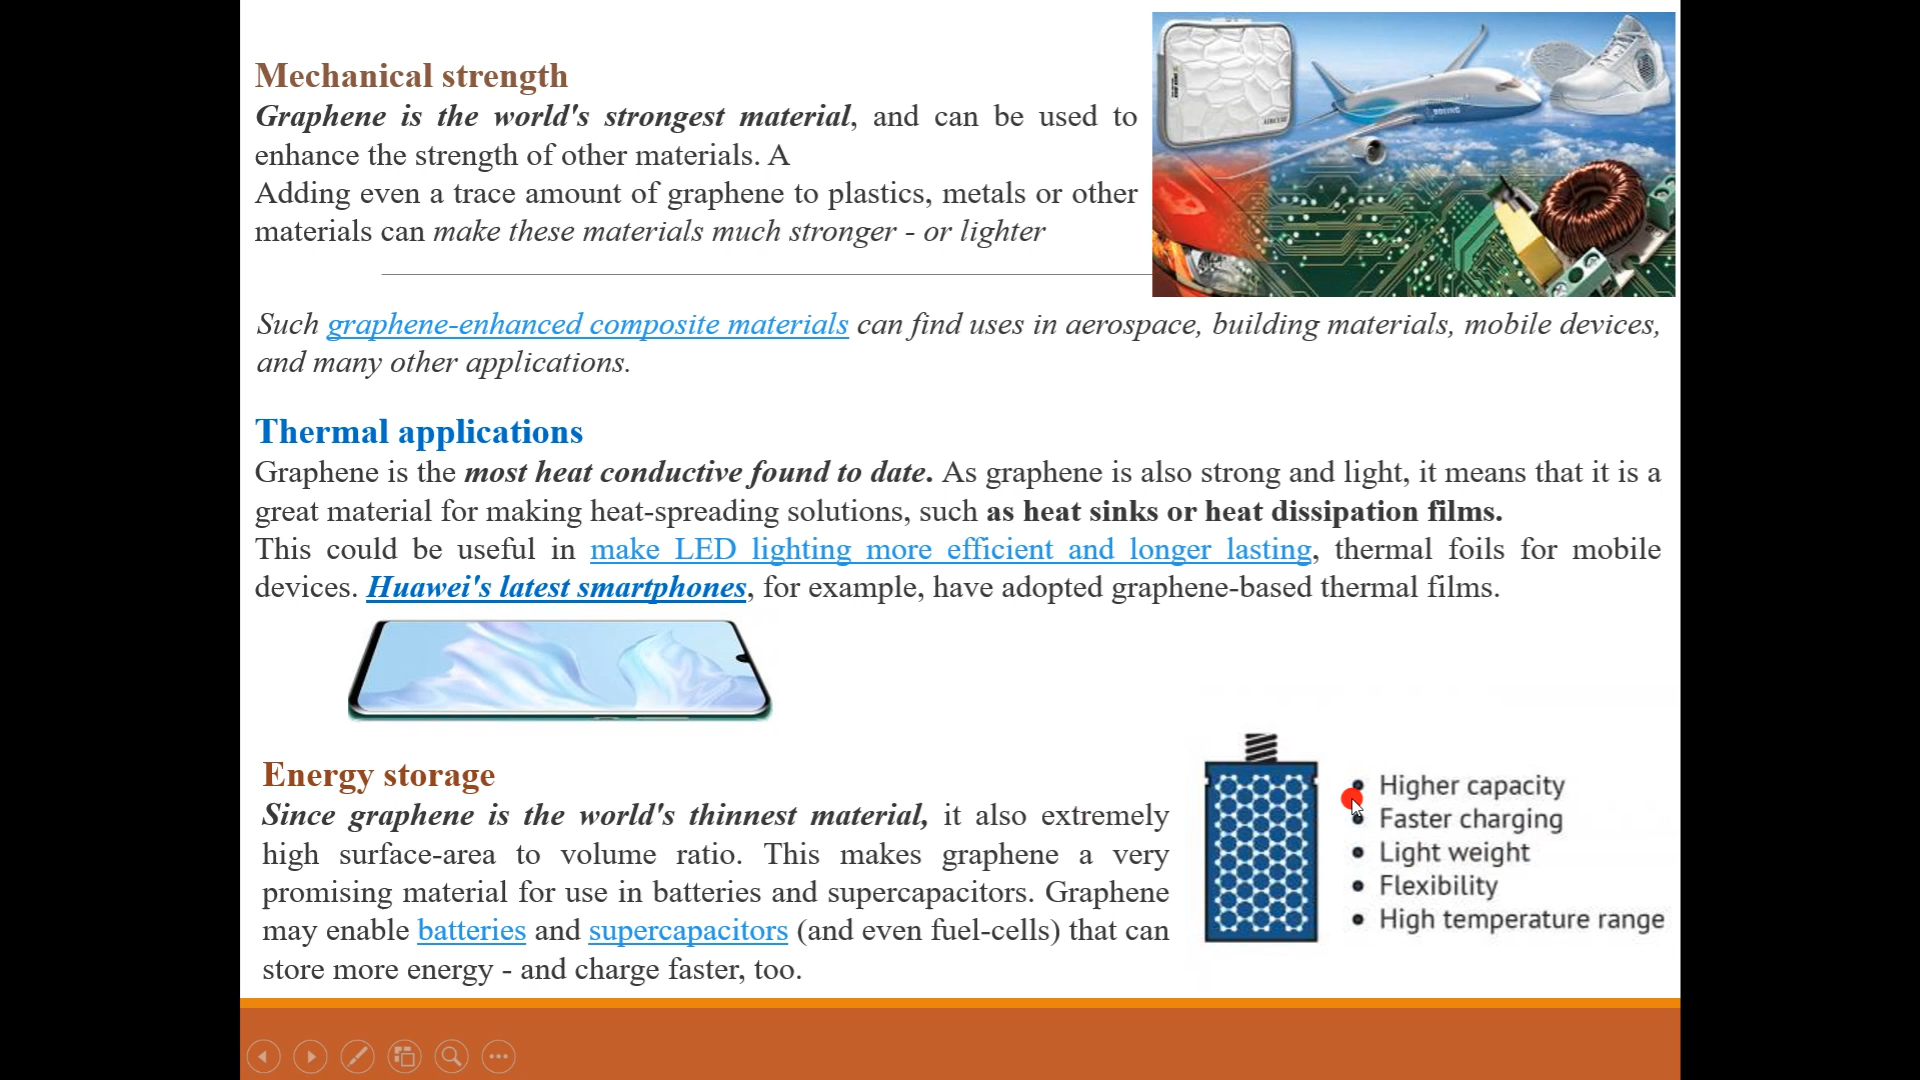 Mechanical strength
Graphene is the world's strongest material, and can be used to
enhance the strength of other materials. A
Adding even a trace amount of graphene to plastics, metals or other
materials can make these materials much stronger - or lighter
BOEING
Such graphene-enhanced composite materials can find uses in aerospace, building materials, mobile devices,
and many other applications.
Thermal applications
Graphene is the most heat conductive found to date. As graphene is also strong and light, it means that it is a
great material for making heat-spreading solutions, such as heat sinks or heat dissipation films.
This could be useful in make LED lighting more efficient and longer lasting, thermal foils for mobile
devices. Huawei's latest smartphones, for example, have adopted graphene-based thermal films.
Energy storage
Since graphene is the world's thinnest material, it also extremely
high surface-area to volume ratio. This makes graphene a very
promising material for use in batteries and supercapacitors. Graphene
may enable batteries and supercapacitors (and even fuel-cells) that can
store more energy - and charge faster, too.
• Higher capacity
• Faster charging
• Light weight
• Flexibility
• High temperature range